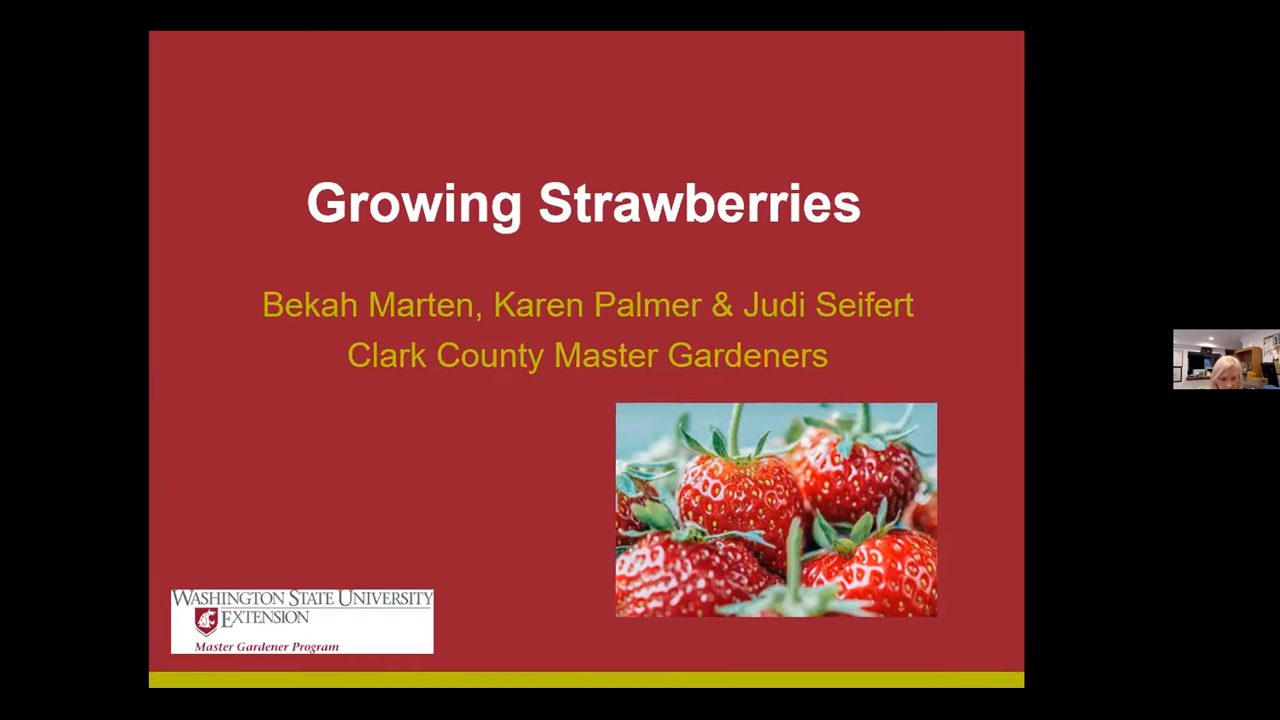 Growing Strawberries
Bekah Marten, Karen Palmer & Judi Seifert
Clark County Master Gardeners
WASHINGTON STATE UNIVERSITY
EXTENSION
Master Gardener Program